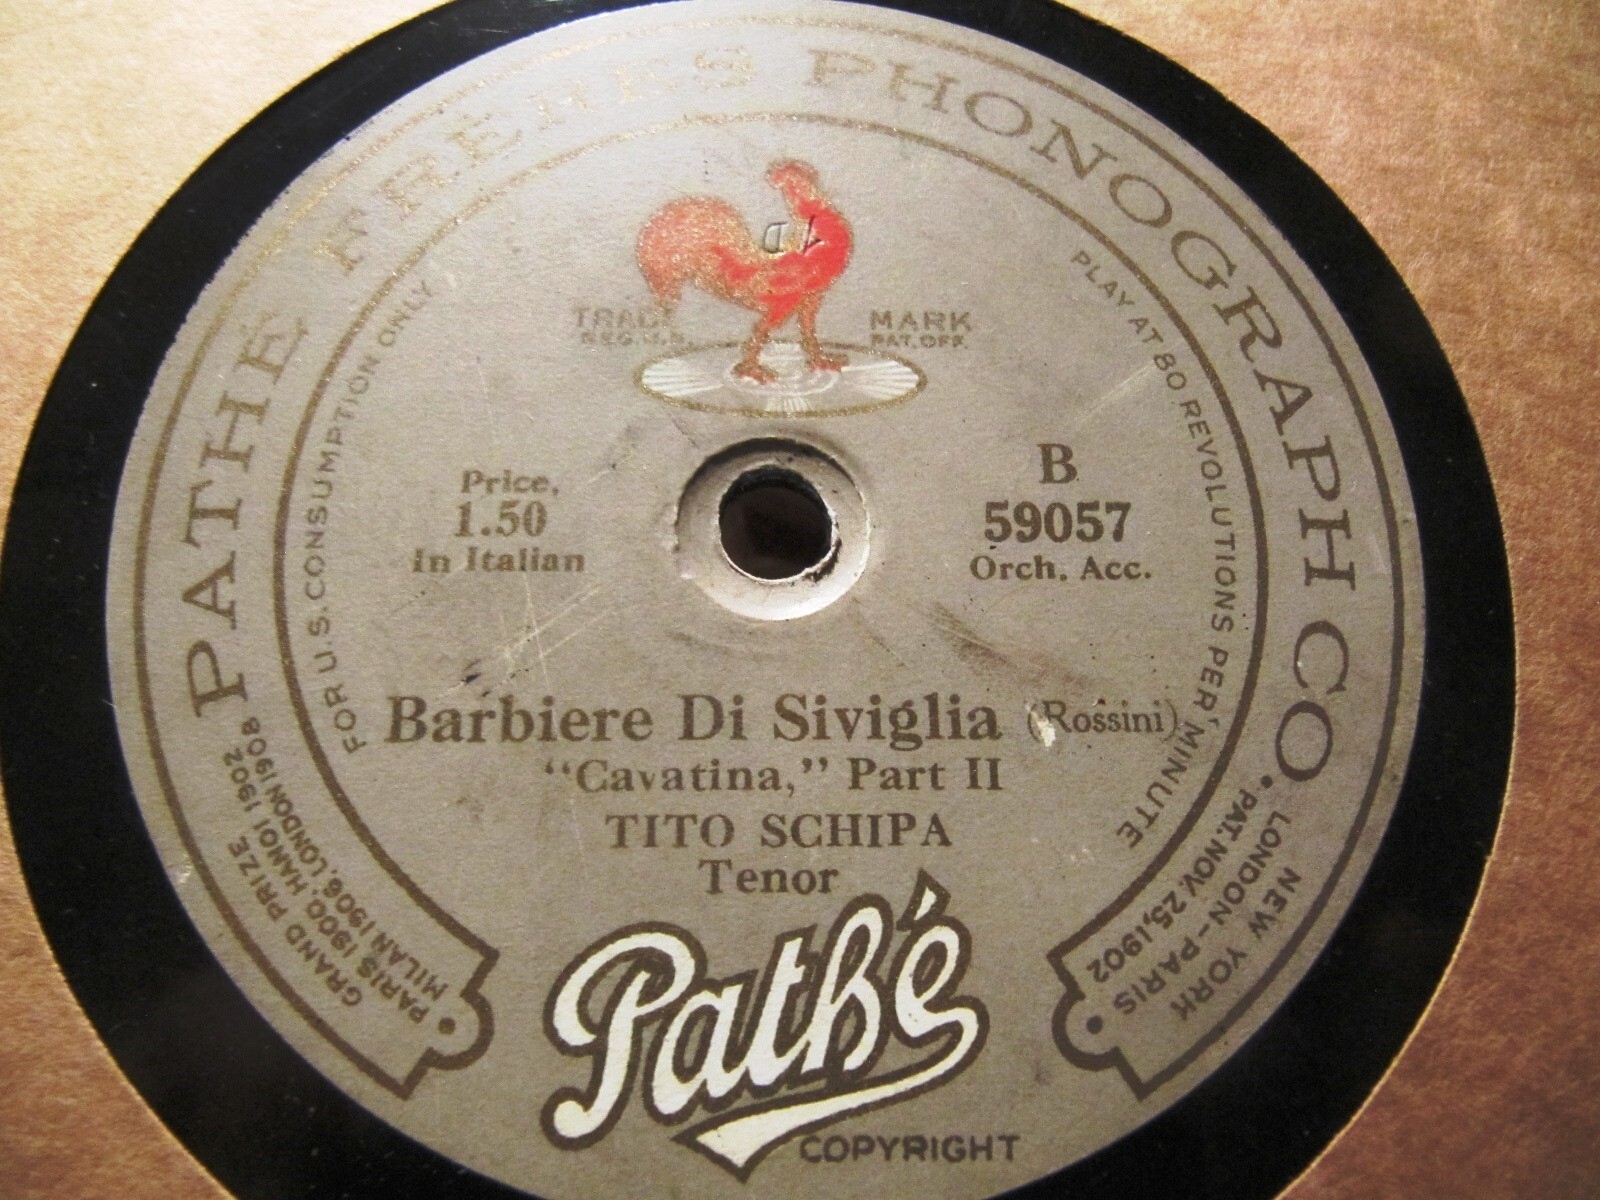 PATHÉ FRÈRES PHONOGRAPH CO.
NEW YORK
LONDON-PARIS
PAT. NOV. 25, 1902
GRAND PRIZE
PARIS 1900, HANOI 1902
MILAN 1906, LONDON 1908
FOR U.S. CONSUMPTION ONLY
PLAY AT 80 REVOLUTIONS PER MINUTE
TRADE MARK
REG. U.S. PAT. OFF.
Price,
1.50
In Italian
B
59057
Orch. Acc.
Barbiere Di Siviglia (Rossini)
“Cavatina,” Part II
TITO SCHIPA
Tenor
Pathé
COPYRIGHT